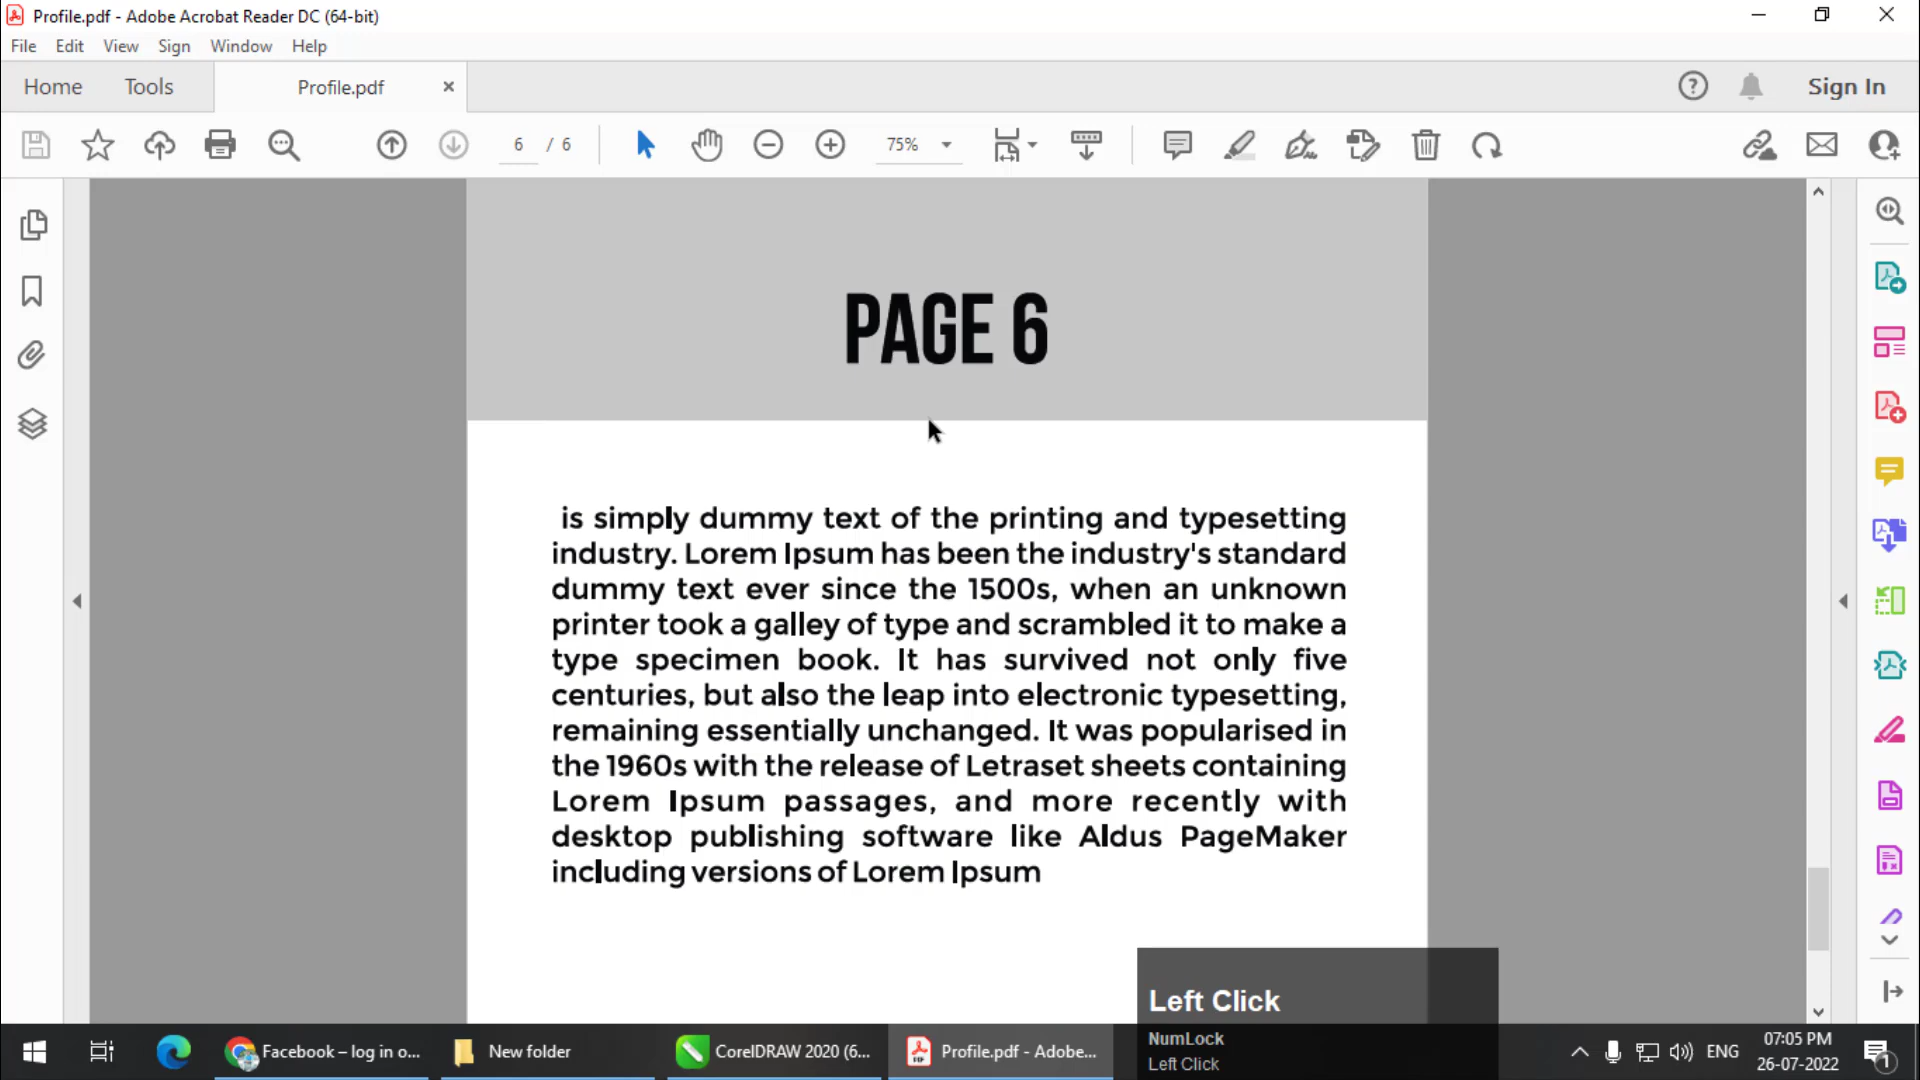 Profile.pdf - Adobe Acrobat Reader DC (64-bit)
File Edit View Sign Window Help
Home Tools Profile.pdf Sign In
6 / 6 75%
PAGE 6
is simply dummy text of the printing and typesetting
industry. Lorem Ipsum has been the industry's standard
dummy text ever since the 1500s, when an unknown
printer took a galley of type and scrambled it to make a
type specimen book. It has survived not only five
centuries, but also the leap into electronic typesetting,
remaining essentially unchanged. It was popularised in
the 1960s with the release of Letraset sheets containing
Lorem Ipsum passages, and more recently with
desktop publishing software like Aldus PageMaker
including versions of Lorem Ipsum
Left Click
NumLock
Left Click
Facebook – log in o...
New folder
CorelDRAW 2020 (6...
Profile.pdf - Adobe...
ENG
07:05 PM
26-07-2022
1